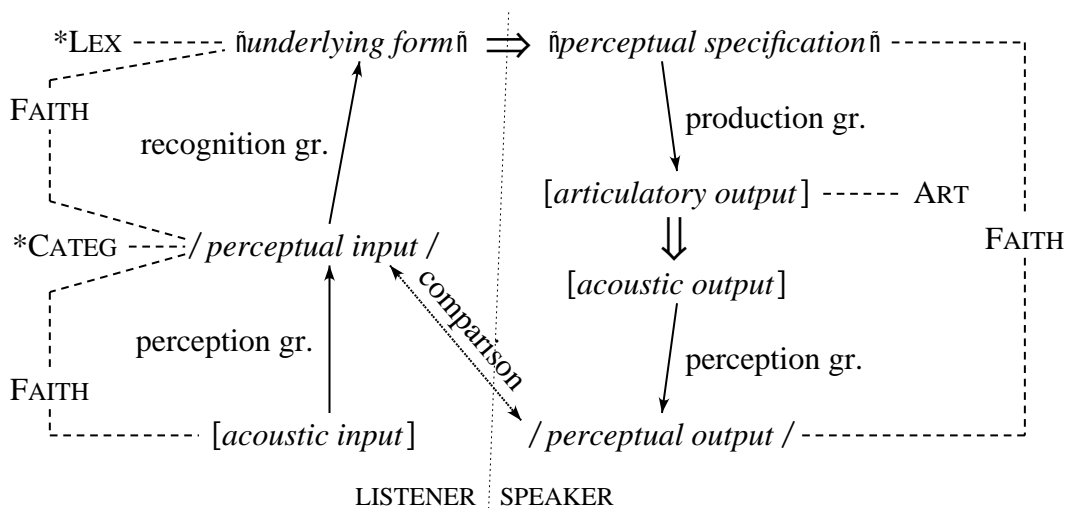 *LEX ñunderlying formñ ⇒ ñperceptual specificationñ
FAITH
production gr.
recognition gr.
[articulatory output] ART
*CATEG /perceptual input/ FAITH
[acoustic output]
comparison
perception gr.
perception gr.
FAITH
[acoustic input] /perceptual output/
LISTENER SPEAKER